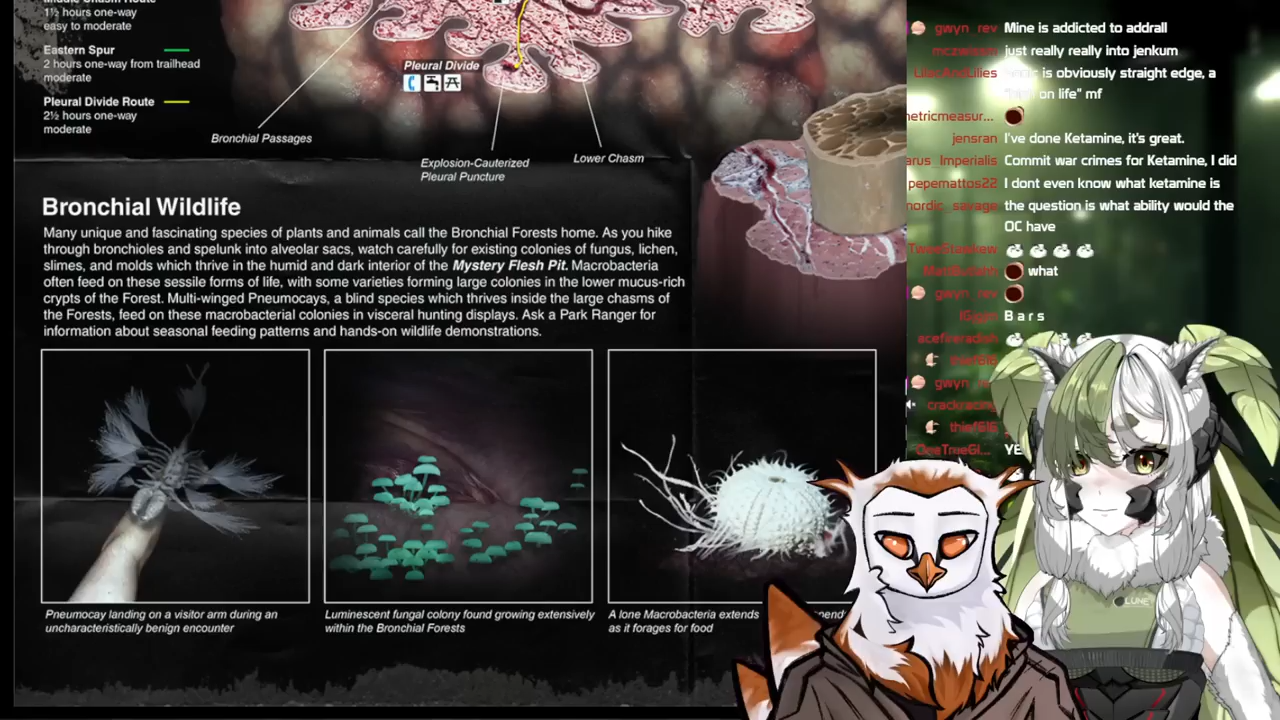 1½ hours one-way
easy to moderate
Eastern Spur
2 hours one-way from trailhead
moderate
Pleural Divide Route
2½ hours one-way
moderate
Pleural Divide
Bronchial Passages
Explosion-Cauterized
Pleural Puncture
Lower Chasm
Bronchial Wildlife
Many unique and fascinating species of plants and animals call the Bronchial Forests home. As you hike
through bronchioles and spelunk into alveolar sacs, watch carefully for existing colonies of fungus, lichen,
slimes, and molds which thrive in the humid and dark interior of the Mystery Flesh Pit. Macrobacteria
often feed on these sessile forms of life, with some varieties forming large colonies in the lower mucus-rich
crypts of the Forest. Multi-winged Pneumocays, a blind species which thrives inside the large chasms of
the Forests, feed on these macrobacterial colonies in visceral hunting displays. Ask a Park Ranger for
information about seasonal feeding patterns and hands-on wildlife demonstrations.
Pneumocay landing on a visitor arm during an
uncharacteristically benign encounter
Luminescent fungal colony found growing extensively
within the Bronchial Forests
A lone Macrobacteria extends
as it forages for food
gwyn_rev Mine is addicted to addrall
just really really into jenkum
LilacAndLilies is obviously straight edge, a
on life" mf
jensran I've done Ketamine, it's great.
Commit war crimes for Ketamine, I did
pepemattos22 I dont even know what ketamine is
nordic_savage the question is what ability would the
OC have
what
gwyn_rev
B a r s
acefireradish
thief616
gwyn
crackracing
thief616
LUNE